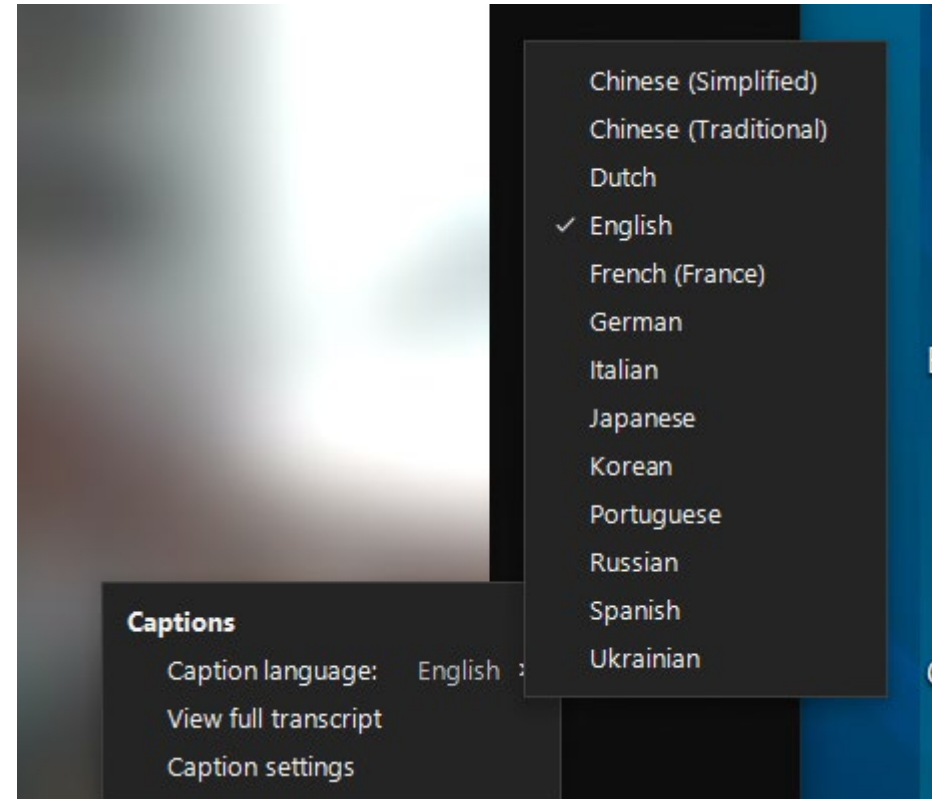 Chinese (Simplified)
Chinese (Traditional)
Dutch
✓ English
French (France)
German
Italian
Japanese
Korean
Portuguese
Russian
Spanish
Ukrainian
Captions
Caption language: English
View full transcript
Caption settings